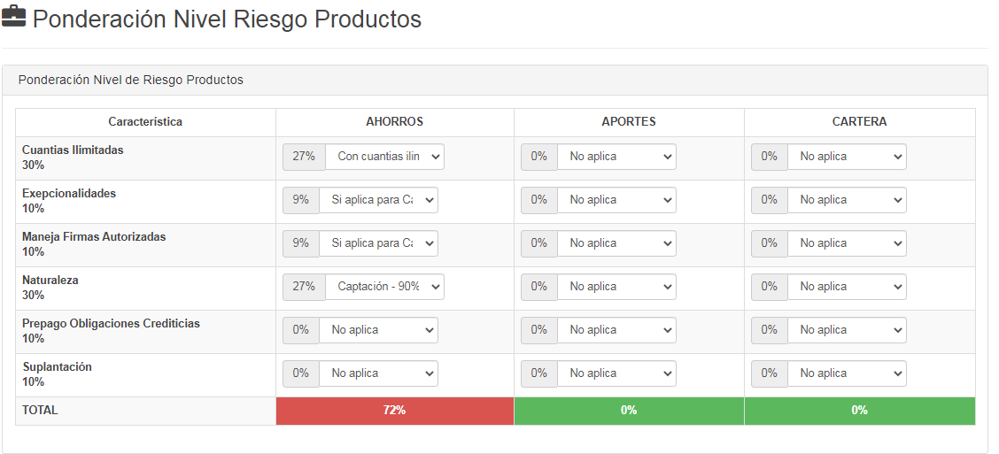 Ponderación Nivel Riesgo Productos
Ponderación Nivel de Riesgo Productos
Característica AHORROS APORTES CARTERA
Cuantias Ilimitadas
30% 27% Con cuantias ilin 0% No aplica 0% No aplica
Exepcionalidades
10% 9% Si aplica para Ca 0% No aplica 0% No aplica
Maneja Firmas Autorizadas
10% 9% Si aplica para Ca 0% No aplica 0% No aplica
Naturaleza
30% 27% Captación - 90% 0% No aplica 0% No aplica
Prepago Obligaciones Crediticias
10% 0% No aplica 0% No aplica 0% No aplica
Suplantación
10% 0% No aplica 0% No aplica 0% No aplica
TOTAL 72% 0% 0%